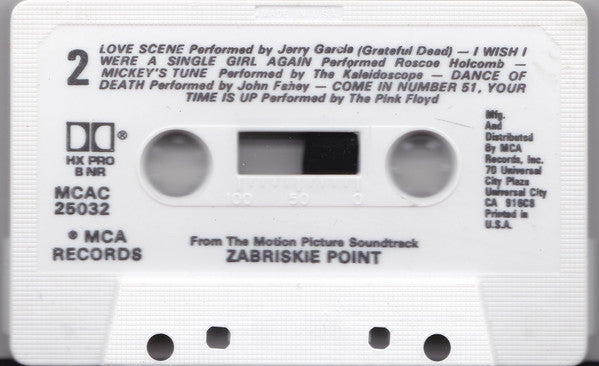 2
LOVE SCENE Performed by Jerry Garcia (Grateful Dead) — I WISH I
WERE A SINGLE GIRL AGAIN Performed Roscoe Holcomb —
MICKEY'S TUNE Performed by The Kaleidoscope — DANCE OF
DEATH Performed by John Fahey — COME IN NUMBER 51, YOUR
TIME IS UP Performed by The Pink Floyd
®
HX PRO
B NR
MCAC
25032
℗ MCA
RECORDS
100 50 0
Mfg.
And
Distributed
By MCA
Records, Inc.
70 Universal
City Plaza
Universal City
CA 91608
Printed in
U.S.A.
From The Motion Picture Soundtrack
ZABRISKIE POINT